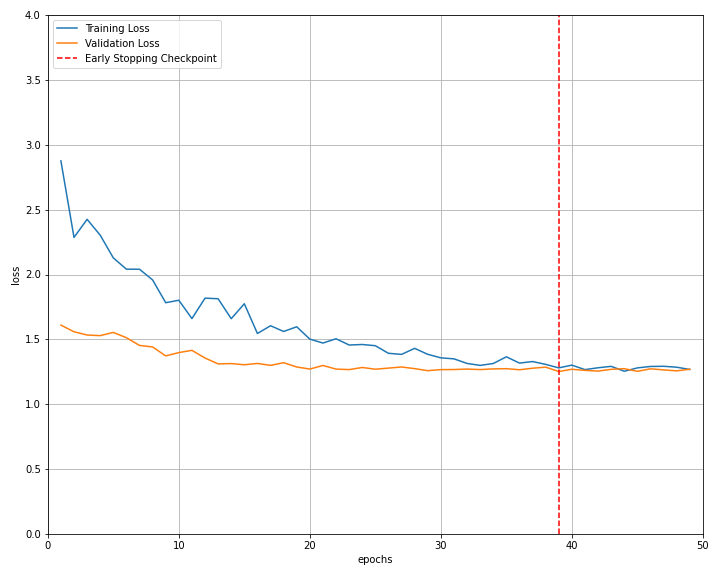 Training Loss
Validation Loss
Early Stopping Checkpoint
4.0
3.5
3.0
2.5
2.0
1.5
1.0
0.5
0.0
loss
0 10 20 30 40 50
epochs